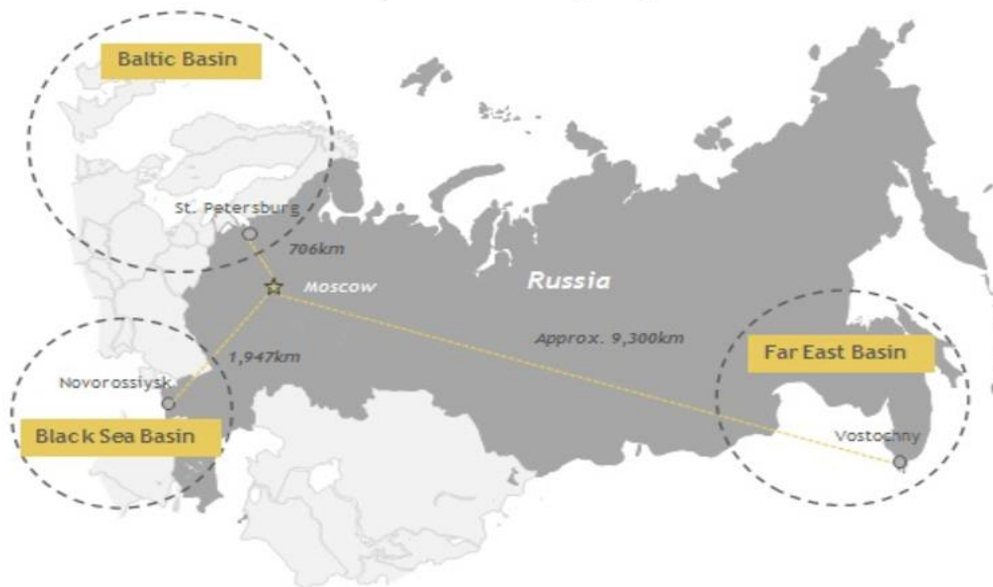 Baltic Basin
St. Petersburg
706km
Moscow
Russia
Approx. 9,300km
Far East Basin
1,947km
Novorossiysk
Black Sea Basin
Vostochny